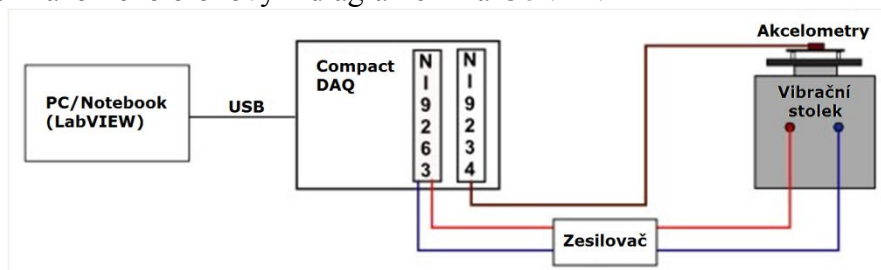 PC/Notebook
(LabVIEW)
USB
Compact
DAQ
N
I
9
2
6
3
N
I
9
2
3
4
Akcelometry
Vibrační
stolek
Zesilovač